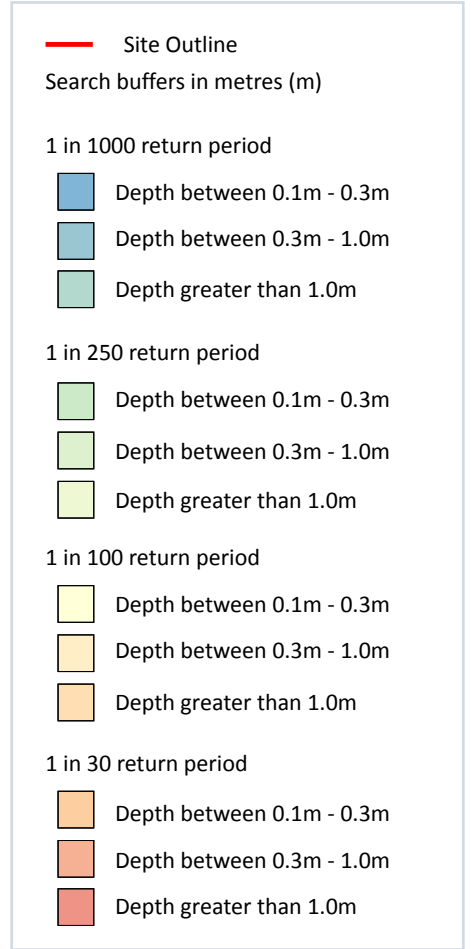 Site Outline
Search buffers in metres (m)
1 in 1000 return period
Depth between 0.1m - 0.3m
Depth between 0.3m - 1.0m
Depth greater than 1.0m
1 in 250 return period
Depth between 0.1m - 0.3m
Depth between 0.3m - 1.0m
Depth greater than 1.0m
1 in 100 return period
Depth between 0.1m - 0.3m
Depth between 0.3m - 1.0m
Depth greater than 1.0m
1 in 30 return period
Depth between 0.1m - 0.3m
Depth between 0.3m - 1.0m
Depth greater than 1.0m